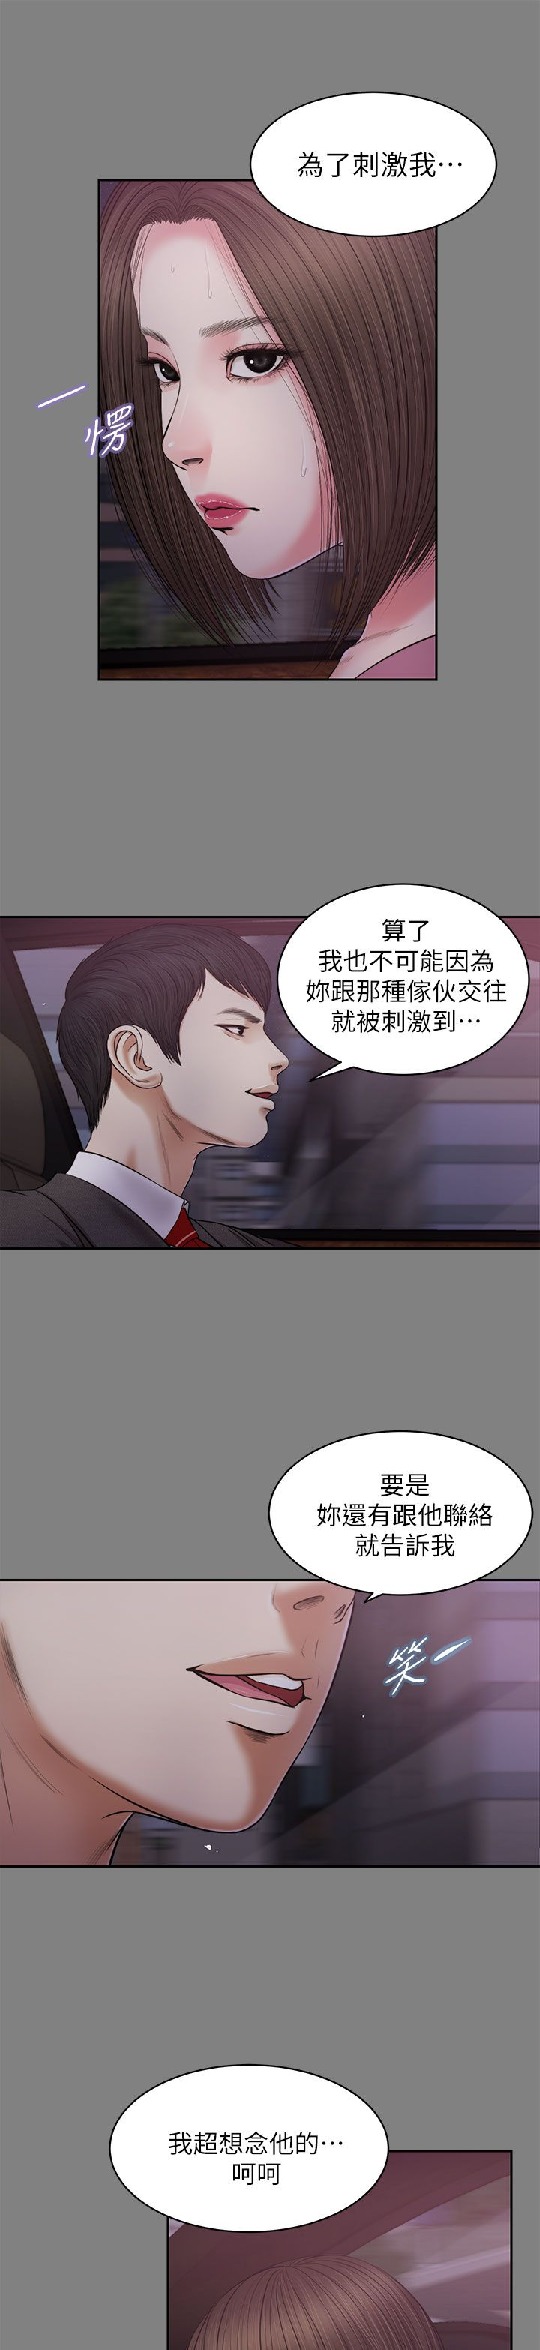 為了刺激我⋯
愣
算了
我也不可能因為
妳跟那種傢伙交往
就被刺激到⋯
要是
妳還有跟他聯絡
就告訴我
笑
我超想念他的⋯
呵呵